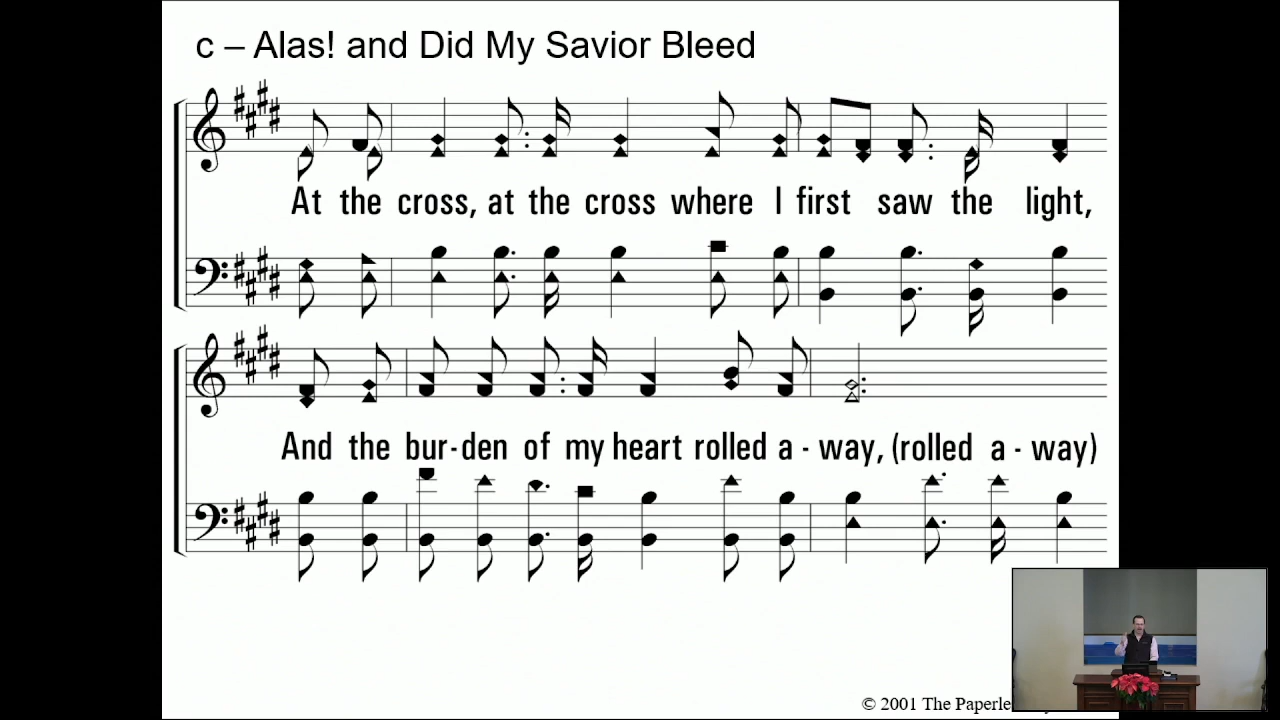 c – Alas! and Did My Savior Bleed
At the cross, at the cross where I first saw the light,
And the bur-den of my heart rolled a - way, (rolled a - way)
© 2001 The